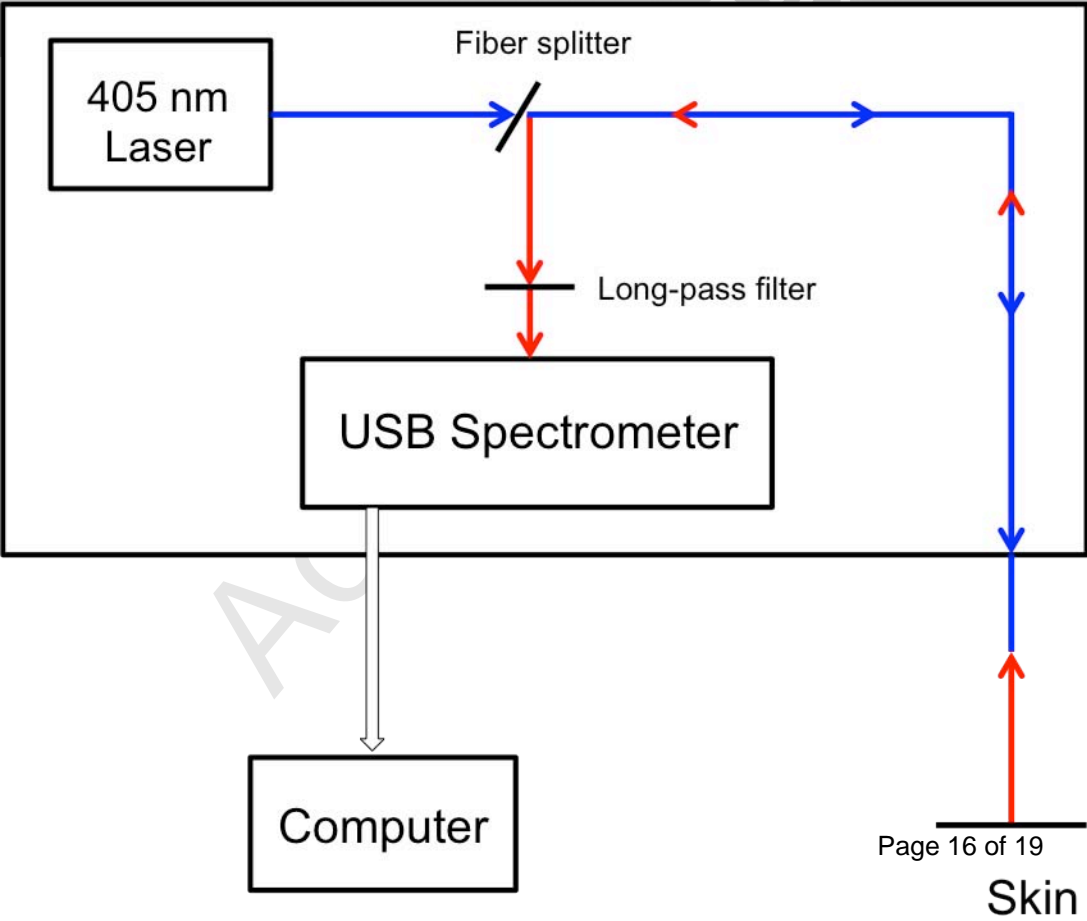 Fiber splitter
405 nm
Laser
Long-pass filter
USB Spectrometer
Computer
Page 16 of 19
Skin